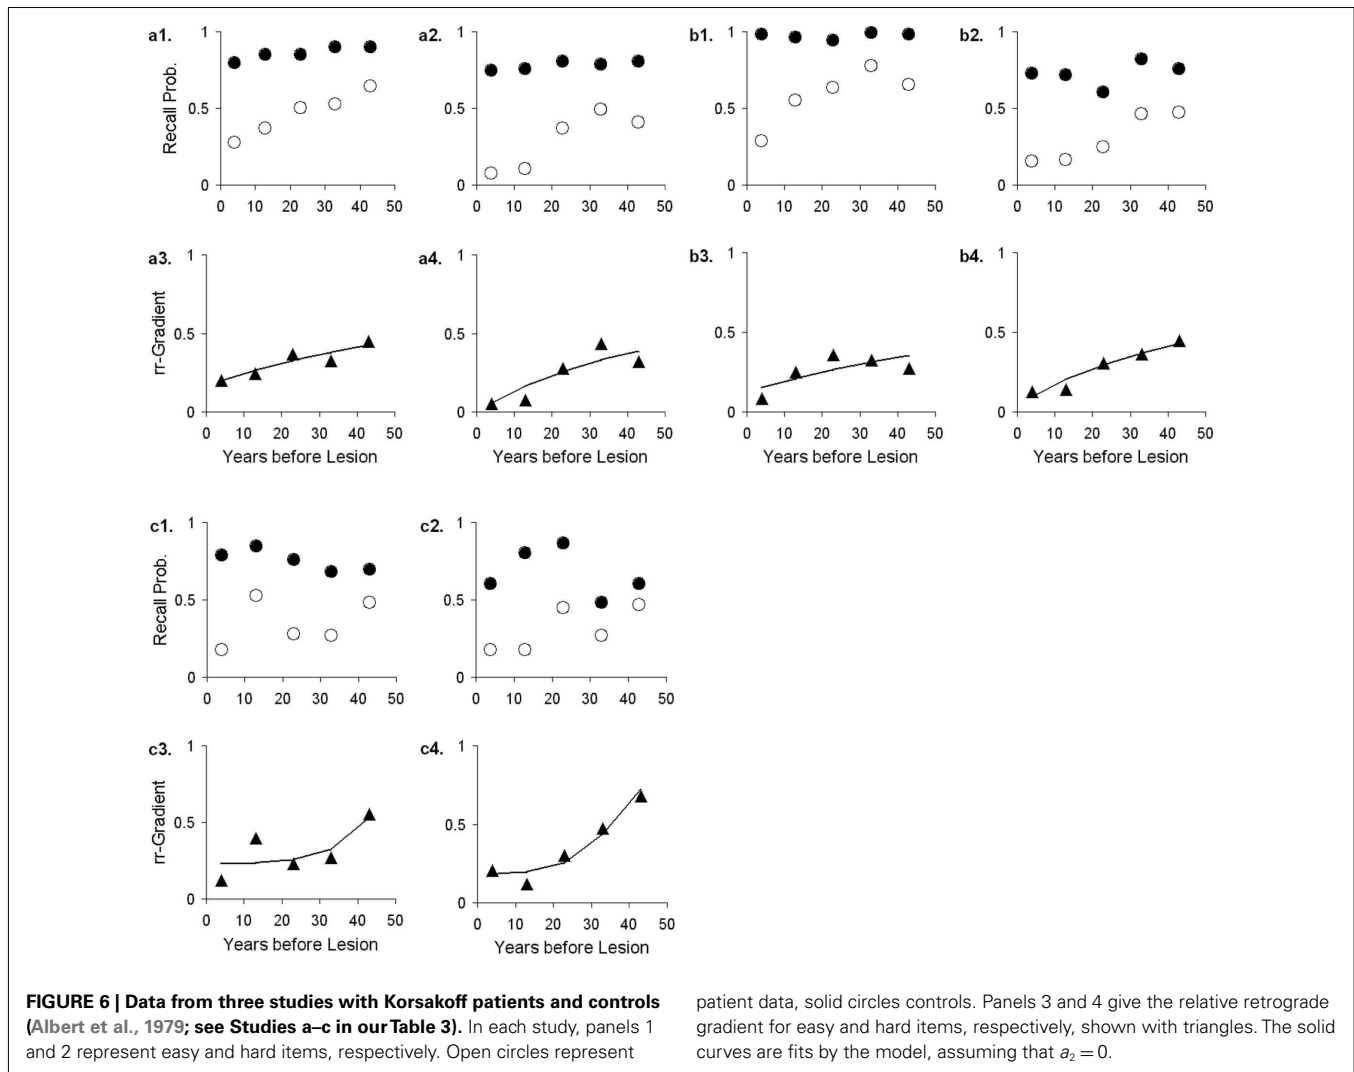 a1.
1
0.5
0
Recall Prob.
0 10 20 30 40 50
a2.
1
0.5
0
0 10 20 30 40 50
b1.
1
0.5
0
0 10 20 30 40 50
b2.
1
0.5
0
0 10 20 30 40 50
a3.
1
0.5
0
rr-Gradient
0 10 20 30 40 50
Years before Lesion
a4.
1
0.5
0
0 10 20 30 40 50
Years before Lesion
b3.
1
0.5
0
0 10 20 30 40 50
Years before Lesion
b4.
1
0.5
0
0 10 20 30 40 50
Years before Lesion
c1.
1
0.5
0
Recall Prob.
0 10 20 30 40 50
c2.
1
0.5
0
0 10 20 30 40 50
c3.
1
0.5
0
rr-Gradient
0 10 20 30 40 50
Years before Lesion
c4.
1
0.5
0
0 10 20 30 40 50
Years before Lesion
FIGURE 6 | Data from three studies with Korsakoff patients and controls
(Albert et al., 1979; see Studies a–c in our Table 3). In each study, panels 1
and 2 represent easy and hard items, respectively. Open circles represent
patient data, solid circles controls. Panels 3 and 4 give the relative retrograde
gradient for easy and hard items, respectively, shown with triangles. The solid
curves are fits by the model, assuming that a₂ = 0.